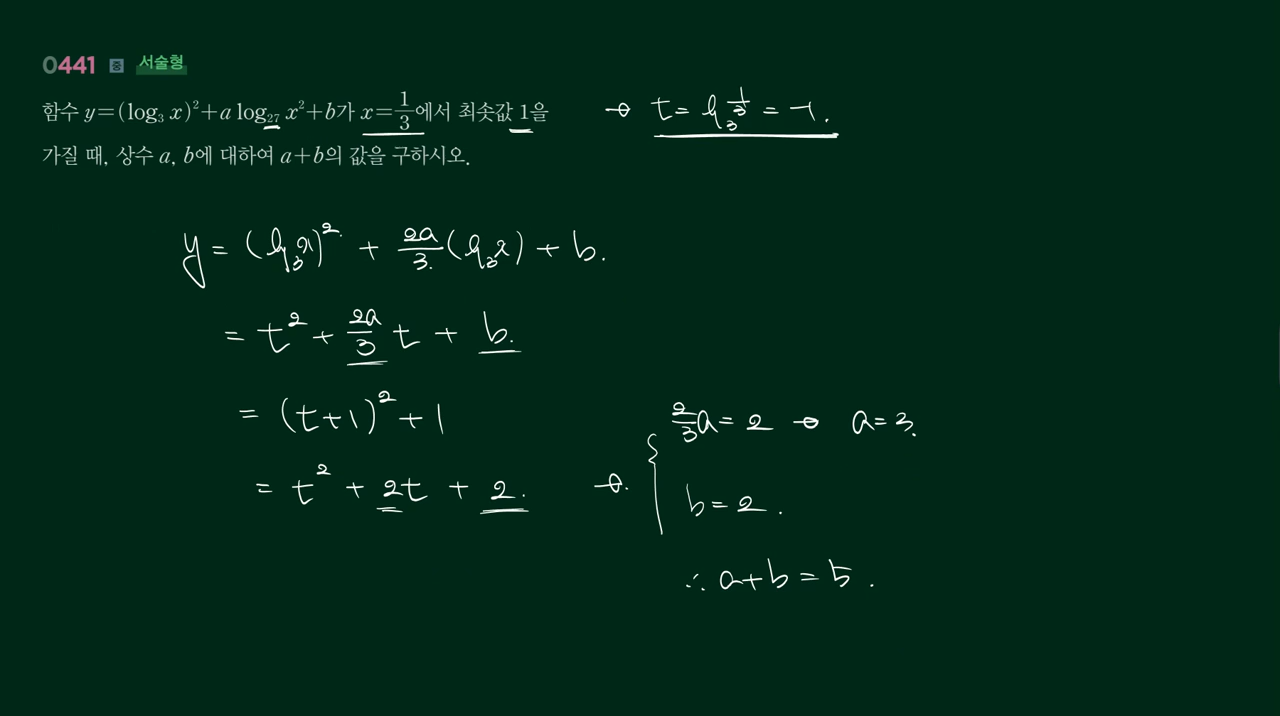 0441 중 서술형
함수 y=(log₃ x)²+a log₂₇ x²+b가 x=1/3에서 최솟값 1을 → t=log₃ 1/3 = -1.
가질 때, 상수 a, b에 대하여 a+b의 값을 구하시오.
y = (log₃x)² + 2a/3 (log₃x) + b.
= t² + 2a/3 t + b.
= (t+1)² + 1
2/3 a = 2 → a = 3.
= t² + 2t + 2. →
b = 2.
∴ a+b = 5.